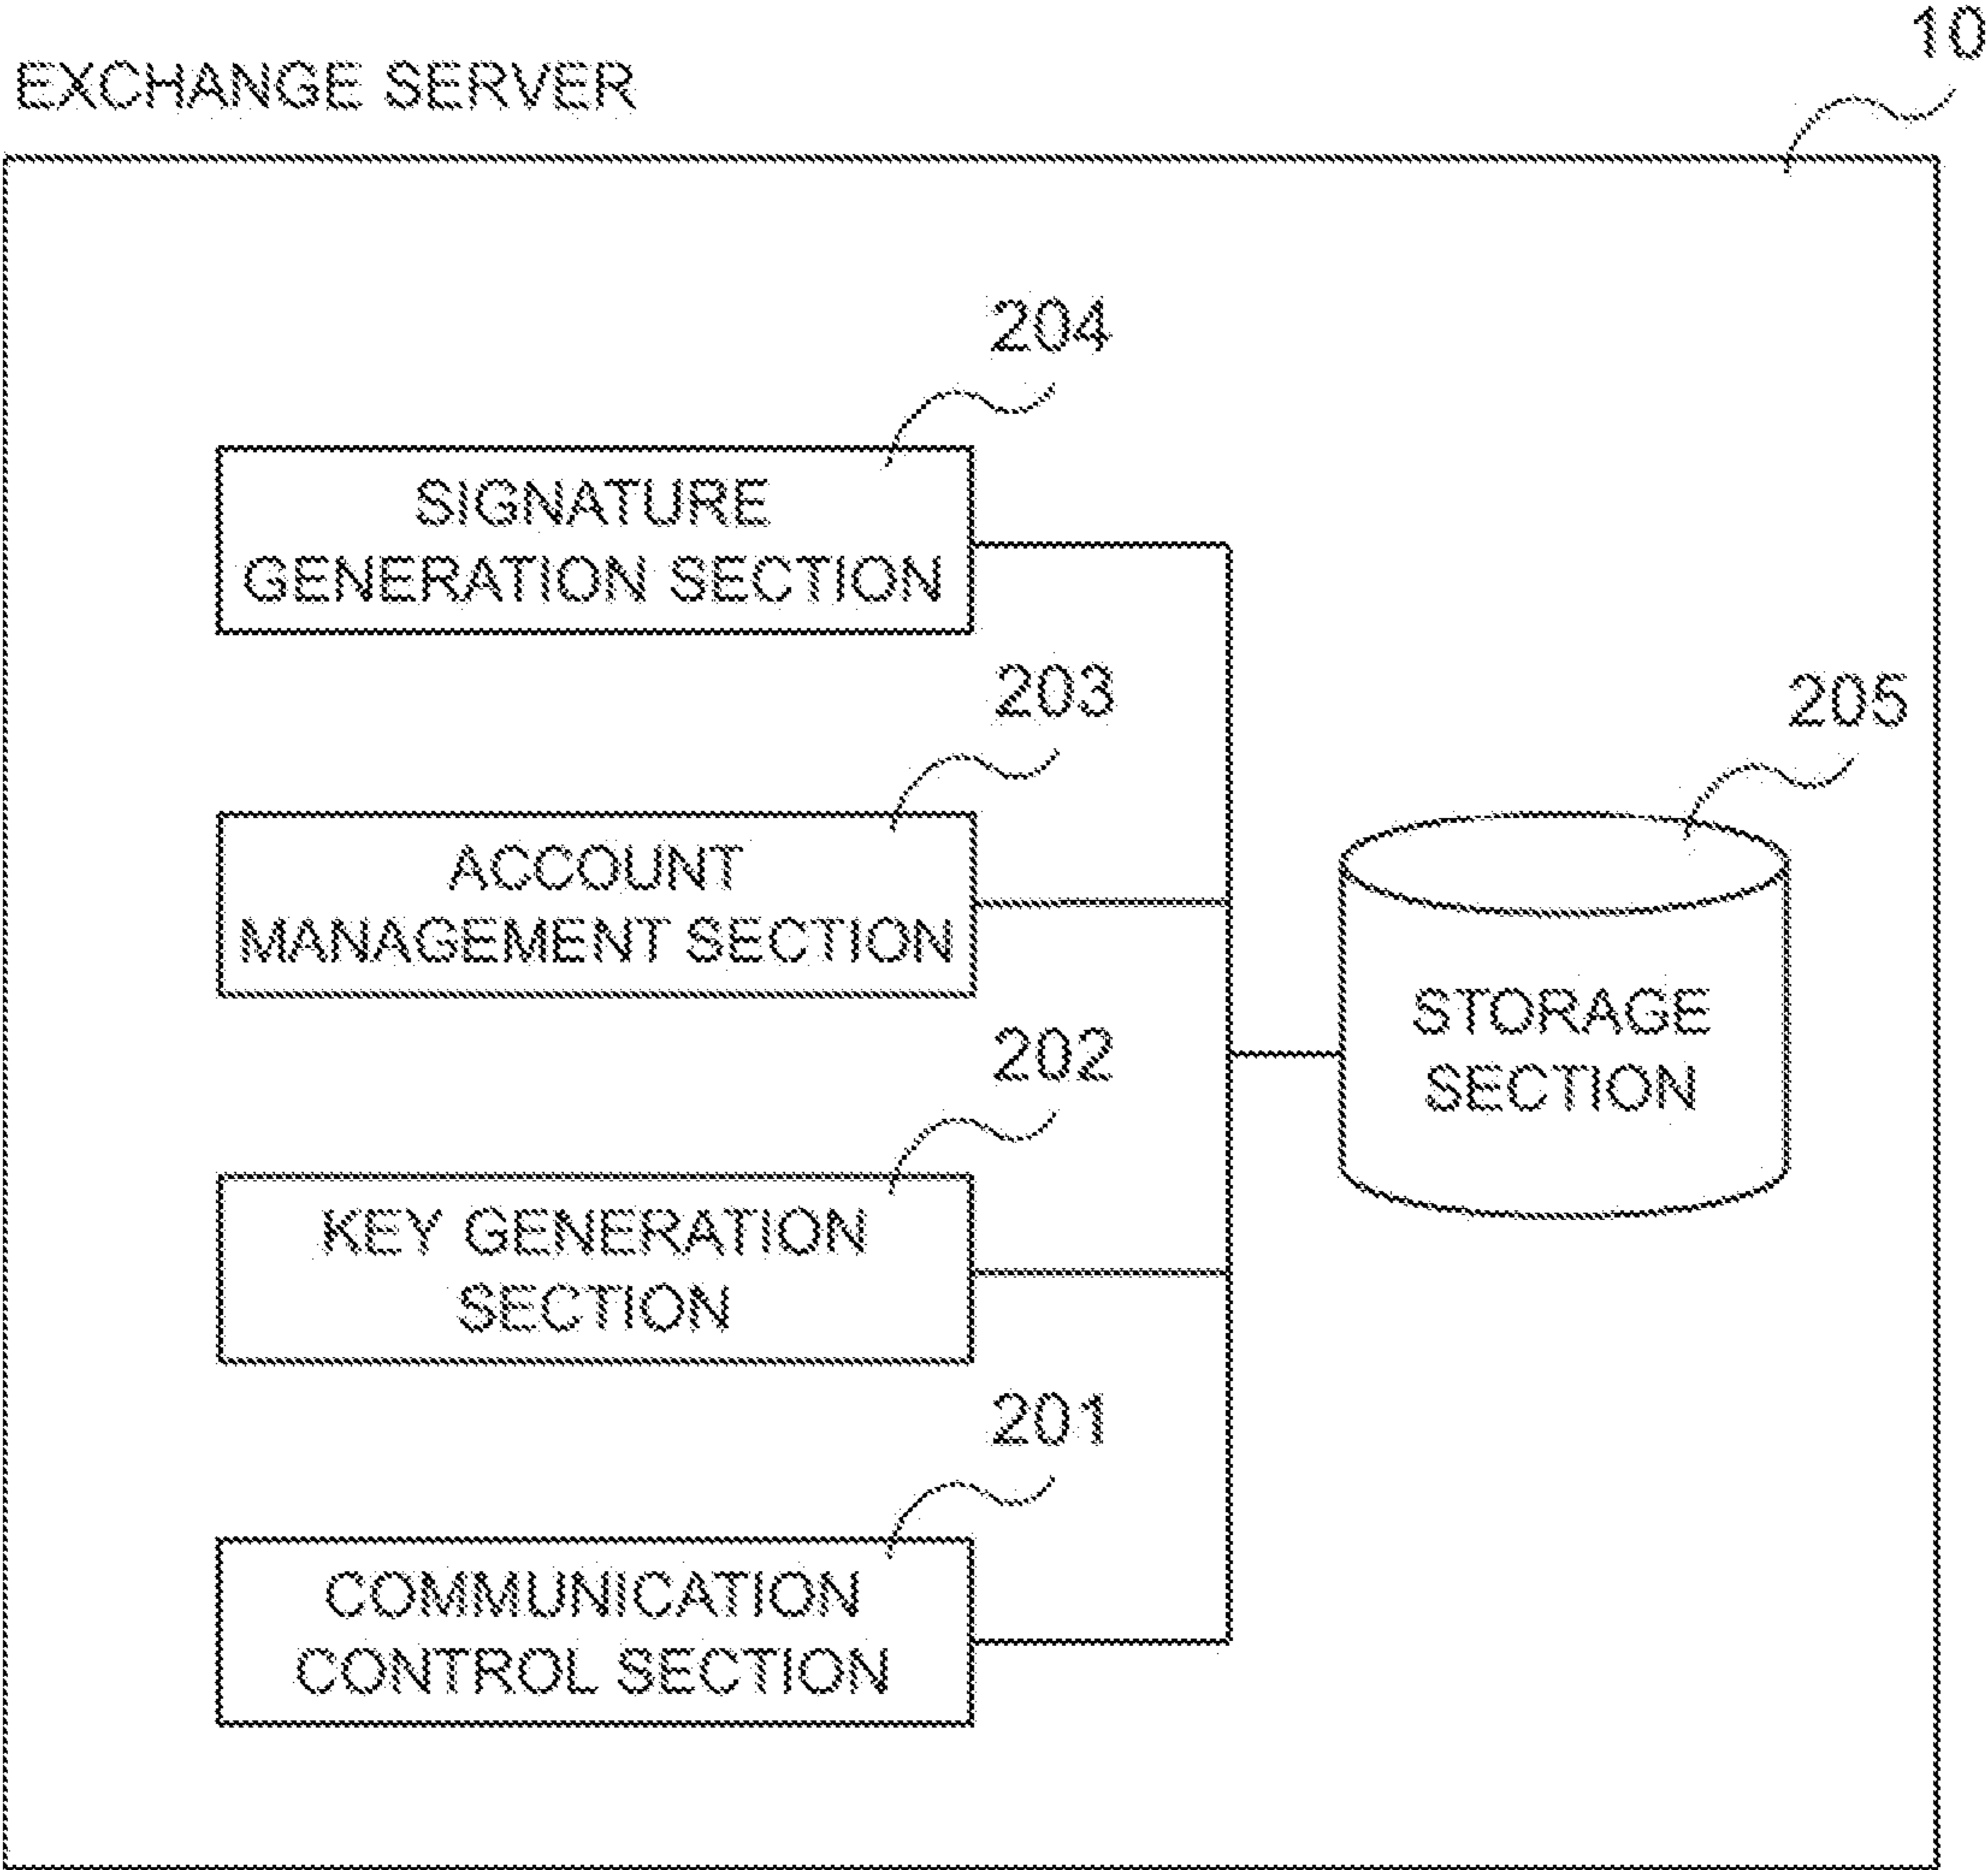 10
EXCHANGE SERVER
204
SIGNATURE
GENERATION SECTION
203
ACCOUNT
MANAGEMENT SECTION
205
STORAGE
SECTION
202
KEY GENERATION
SECTION
201
COMMUNICATION
CONTROL SECTION